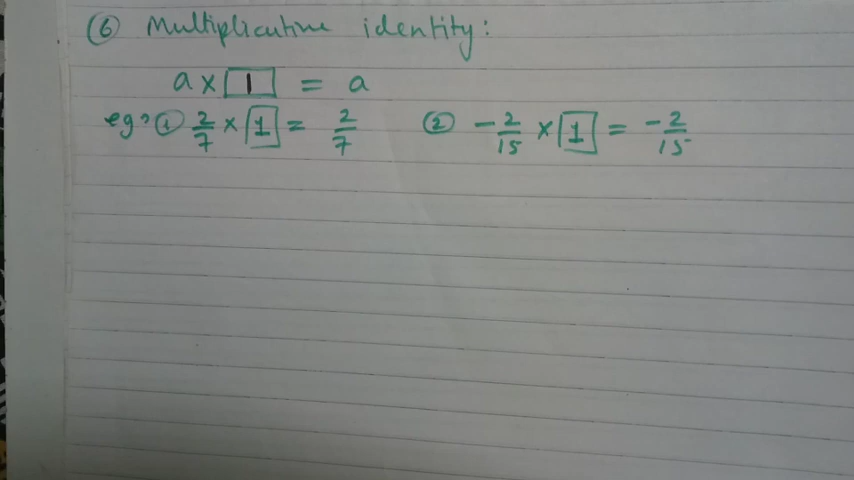 ⑥ Multiplicative identity:
a × 1 = a
eg: ① 2/7 × 1 = 2/7 ② -2/15 × 1 = -2/15